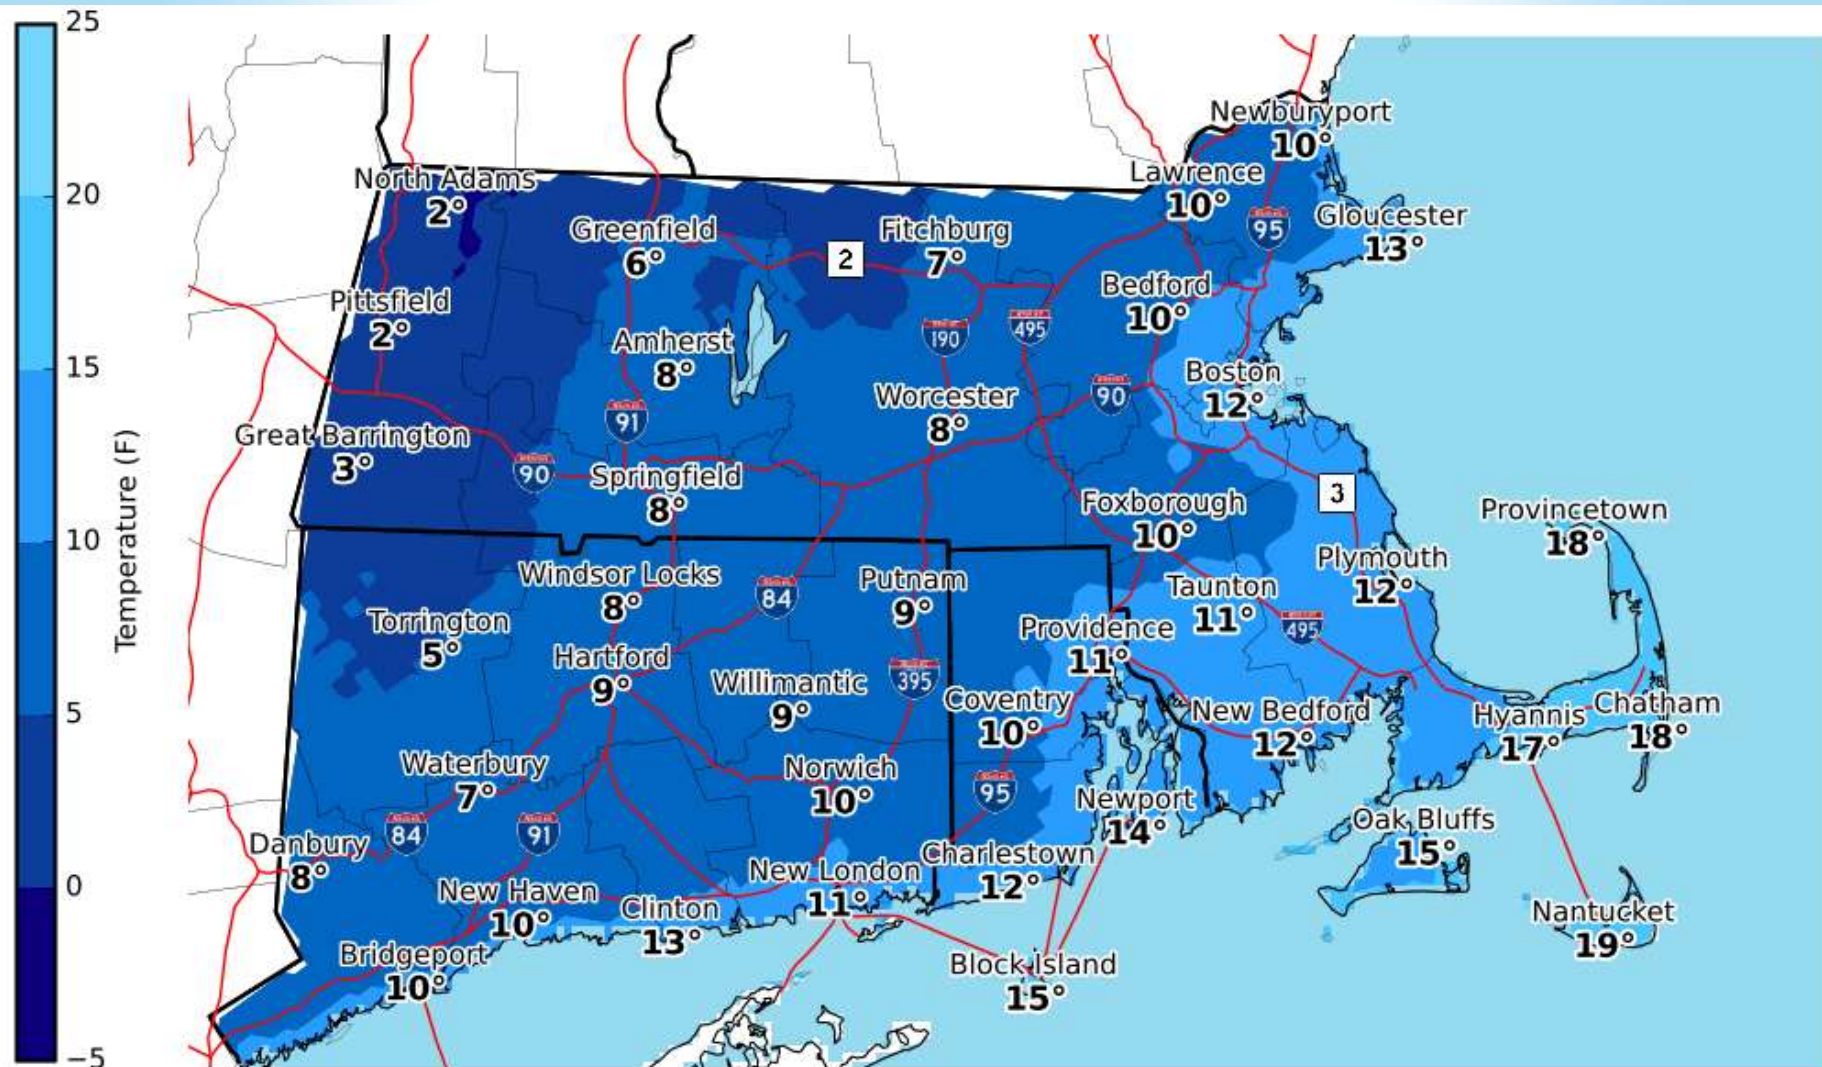 25
20
15
10
5
0
−5
Temperature (F)
Newburyport
10°
Lawrence
10°
North Adams
2°
95
Gloucester
13°
Greenfield
6°
2
Fitchburg
7°
Bedford
10°
Pittsfield
2°
190
495
Amherst
8°
Boston
12°
Worcester
8°
90
91
Great Barrington
3°
90
Springfield
8°
3
Foxborough
10°
Provincetown
18°
Plymouth
12°
Windsor Locks
8°
84
Putnam
9°
Taunton
11°
495
Torrington
5°
Providence
11°
Hartford
9°
395
Willimantic
9°
Coventry
10°
New Bedford
12°
Hyannis
17°
Chatham
18°
Waterbury
7°
Norwich
10°
95
Newport
14°
84
91
Oak Bluffs
15°
Danbury
8°
Charlestown
12°
New London
11°
New Haven
10°
Clinton
13°
Nantucket
19°
Bridgeport
10°
Block Island
15°